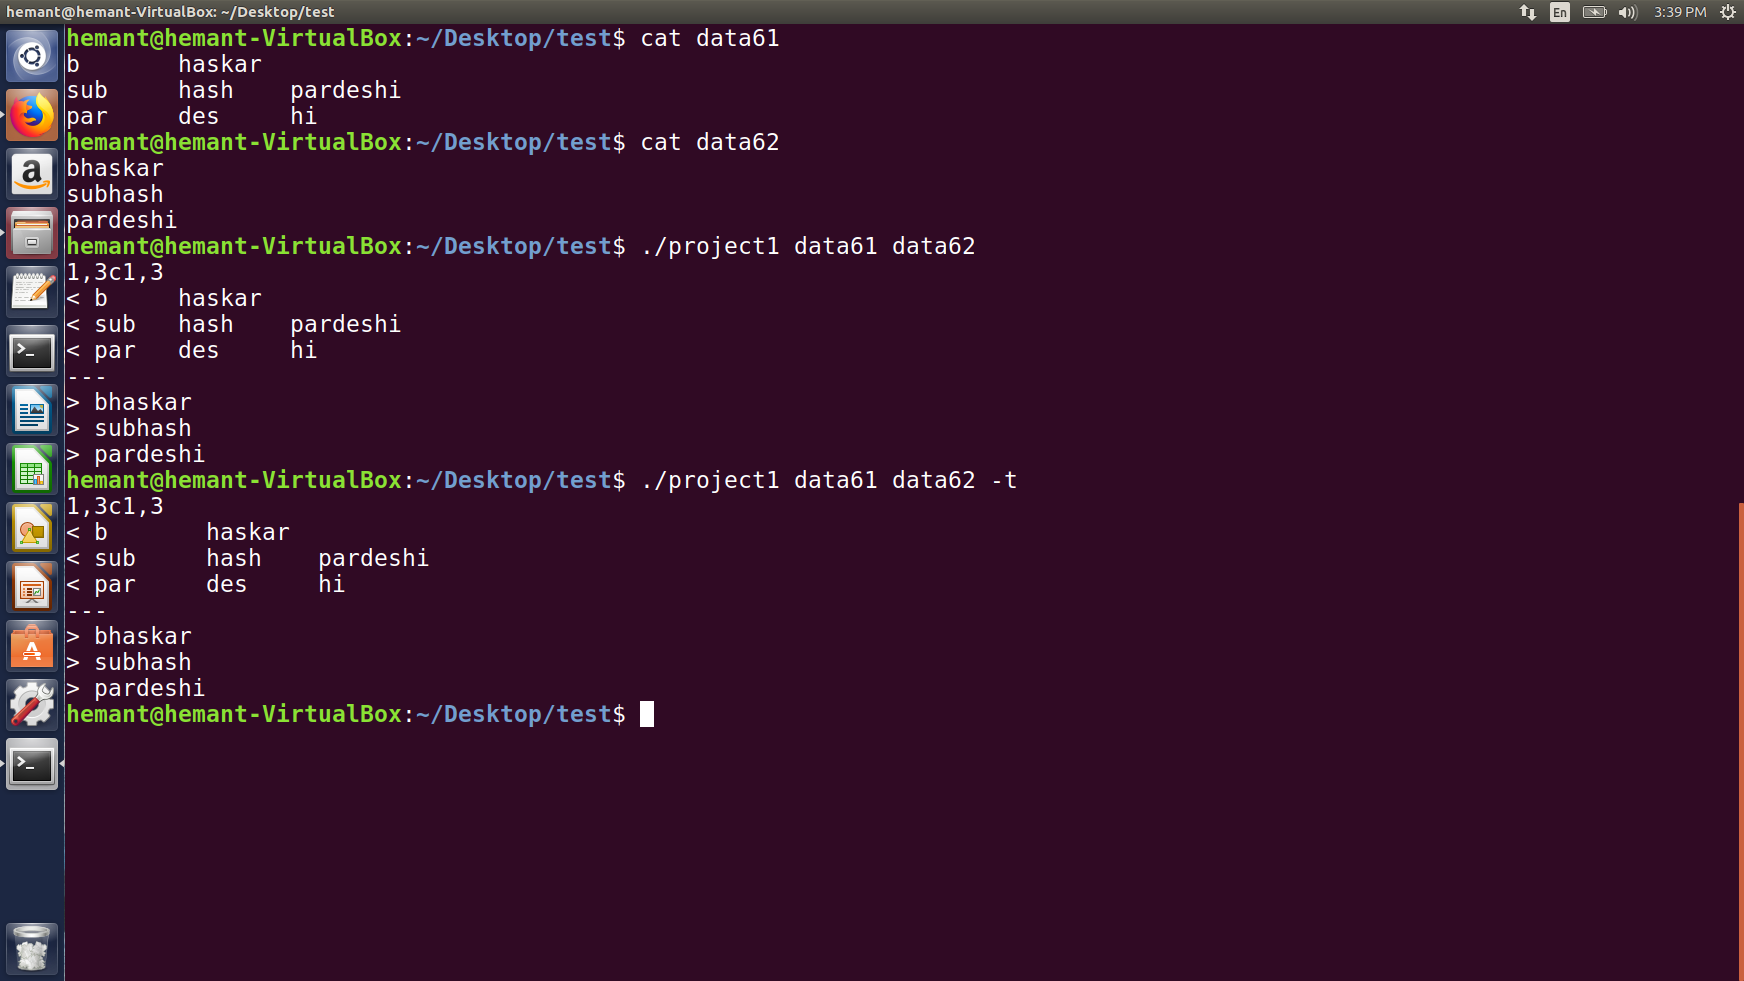 hemant@hemant-VirtualBox: ~/Desktop/test
En
3:39 PM
hemant@hemant-VirtualBox:~/Desktop/test$ cat data61
b       haskar
sub     hash    pardeshi
par     des     hi
hemant@hemant-VirtualBox:~/Desktop/test$ cat data62
bhaskar
subhash
pardeshi
hemant@hemant-VirtualBox:~/Desktop/test$ ./project1 data61 data62
1,3c1,3
< b     haskar
< sub   hash    pardeshi
< par   des     hi
---
> bhaskar
> subhash
> pardeshi
hemant@hemant-VirtualBox:~/Desktop/test$ ./project1 data61 data62 -t
1,3c1,3
< b       haskar
< sub     hash    pardeshi
< par     des     hi
---
> bhaskar
> subhash
> pardeshi
hemant@hemant-VirtualBox:~/Desktop/test$